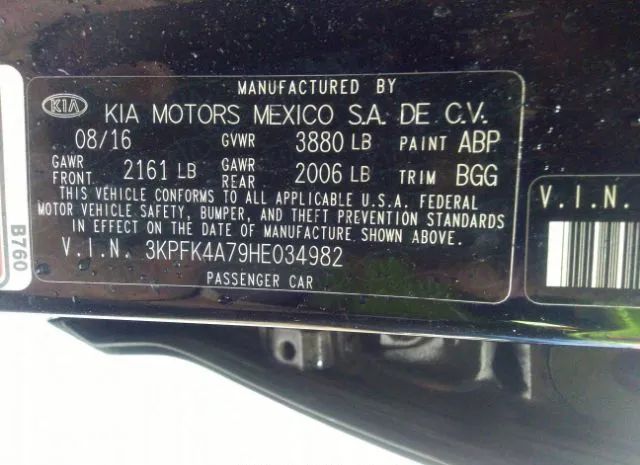 MANUFACTURED BY
KIA KIA MOTORS MEXICO S.A. DE C.V.
08/16 GVWR 3880 LB PAINT ABP
GAWR FRONT 2161 LB GAWR REAR 2006 LB TRIM BGG
THIS VEHICLE CONFORMS TO ALL APPLICABLE U.S.A. FEDERAL
MOTOR VEHICLE SAFETY, BUMPER, AND THEFT PREVENTION STANDARDS
IN EFFECT ON THE DATE OF MANUFACTURE SHOWN ABOVE.
V.I.N. 3KPFK4A79HE034982
PASSENGER CAR
B760
V.I.N.